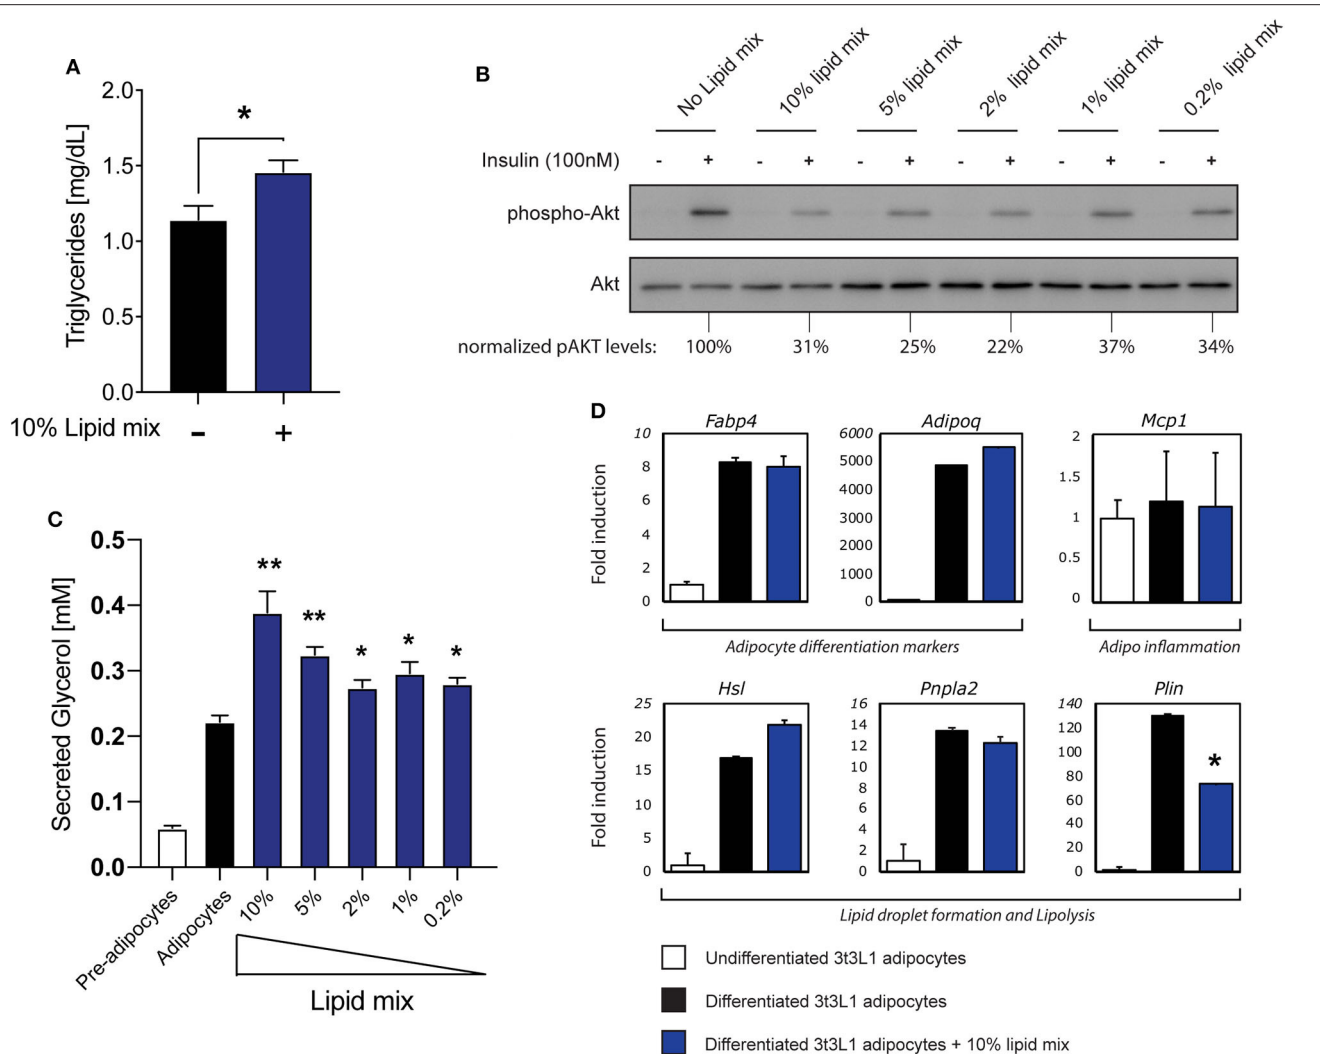 A
2.0
1.5
1.0
0.5
0.0
Triglycerides [mg/dL]
*
10% Lipid mix - +
B
No Lipid mix 10% lipid mix 5% lipid mix 2% lipid mix 1% lipid mix 0.2% lipid mix
Insulin (100nM) - + - + - + - + - + - +
phospho-Akt
Akt
normalized pAKT levels: 100% 31% 25% 22% 37% 34%
C
0.5
0.4
0.3
0.2
0.1
0.0
Secreted Glycerol [mM]
** ** * * *
Pre-adipocytes Adipocytes 10% 5% 2% 1% 0.2%
Lipid mix
D
Fabp4 Adipoq Mcp1
Fold induction
10
8
6
4
2
0
6000
5000
4000
3000
2000
1000
0
2
1.5
1
0.5
0
Adipocyte differentiation markers Adipo inflammation
Hsl Pnpla2 Plin
Fold induction
25
20
15
10
5
0
16
14
12
10
8
6
4
2
0
140
120
100
80
60
40
20
0
*
Lipid droplet formation and Lipolysis
Undifferentiated 3t3L1 adipocytes
Differentiated 3t3L1 adipocytes
Differentiated 3t3L1 adipocytes + 10% lipid mix